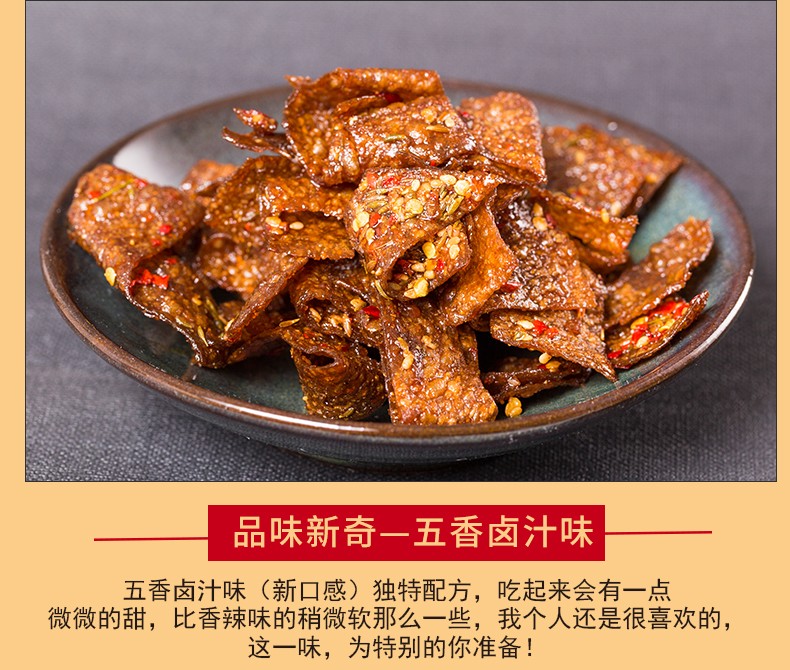 品味新奇—五香卤汁味
五香卤汁味（新口感）独特配方，吃起来会有一点
微微的甜，比香辣味的稍微软那么一些，我个人还是很喜欢的，
这一味，为特别的你准备！